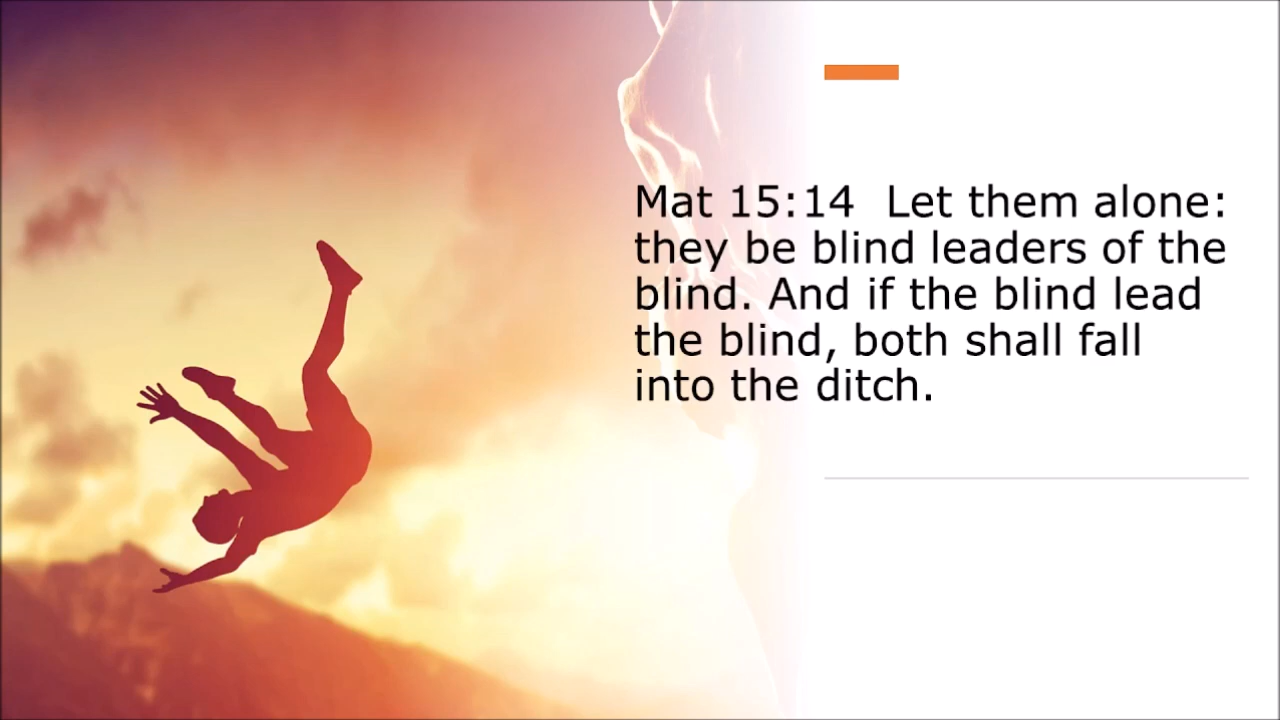 Mat 15:14  Let them alone:
they be blind leaders of the
blind. And if the blind lead
the blind, both shall fall
into the ditch.